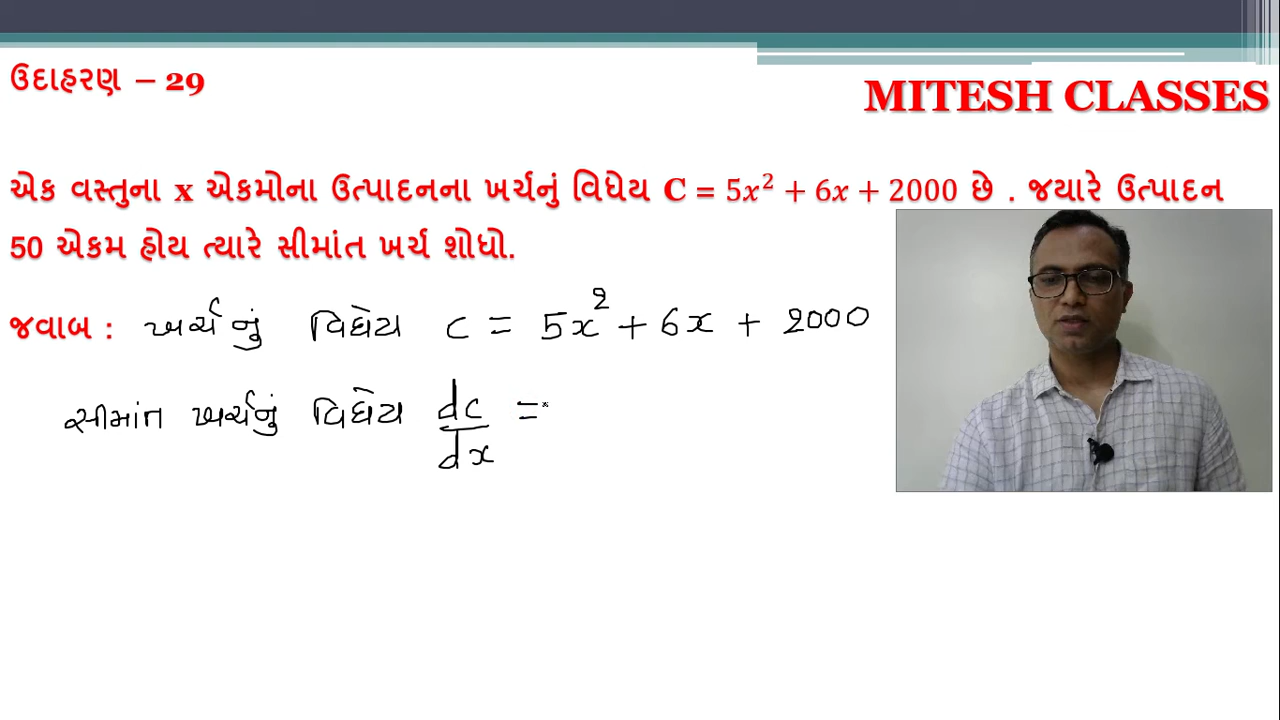 ઉદાહરણ – 29
MITESH CLASSES
એક વસ્તુના x એકમોના ઉત્પાદનના ખર્ચનું વિધેય C = 5x² + 6x + 2000 છે . જયારે ઉત્પાદન
50 એકમ હોય ત્યારે સીમાંત ખર્ચ શોધો.
જવાબ : ખર્ચ નું વિધેય C = 5x² + 6x + 2000
સીમાંત ખર્ચનું વિધેય dc/dx =